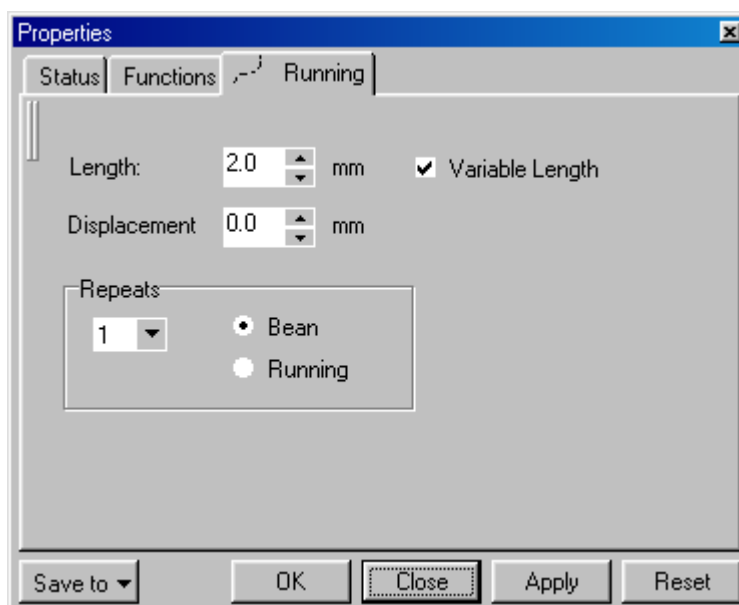 Properties
Status Functions Running
Length: 2.0 mm Variable Length
Displacement 0.0 mm
Repeats
1 Bean
Running
Save to OK Close Apply Reset